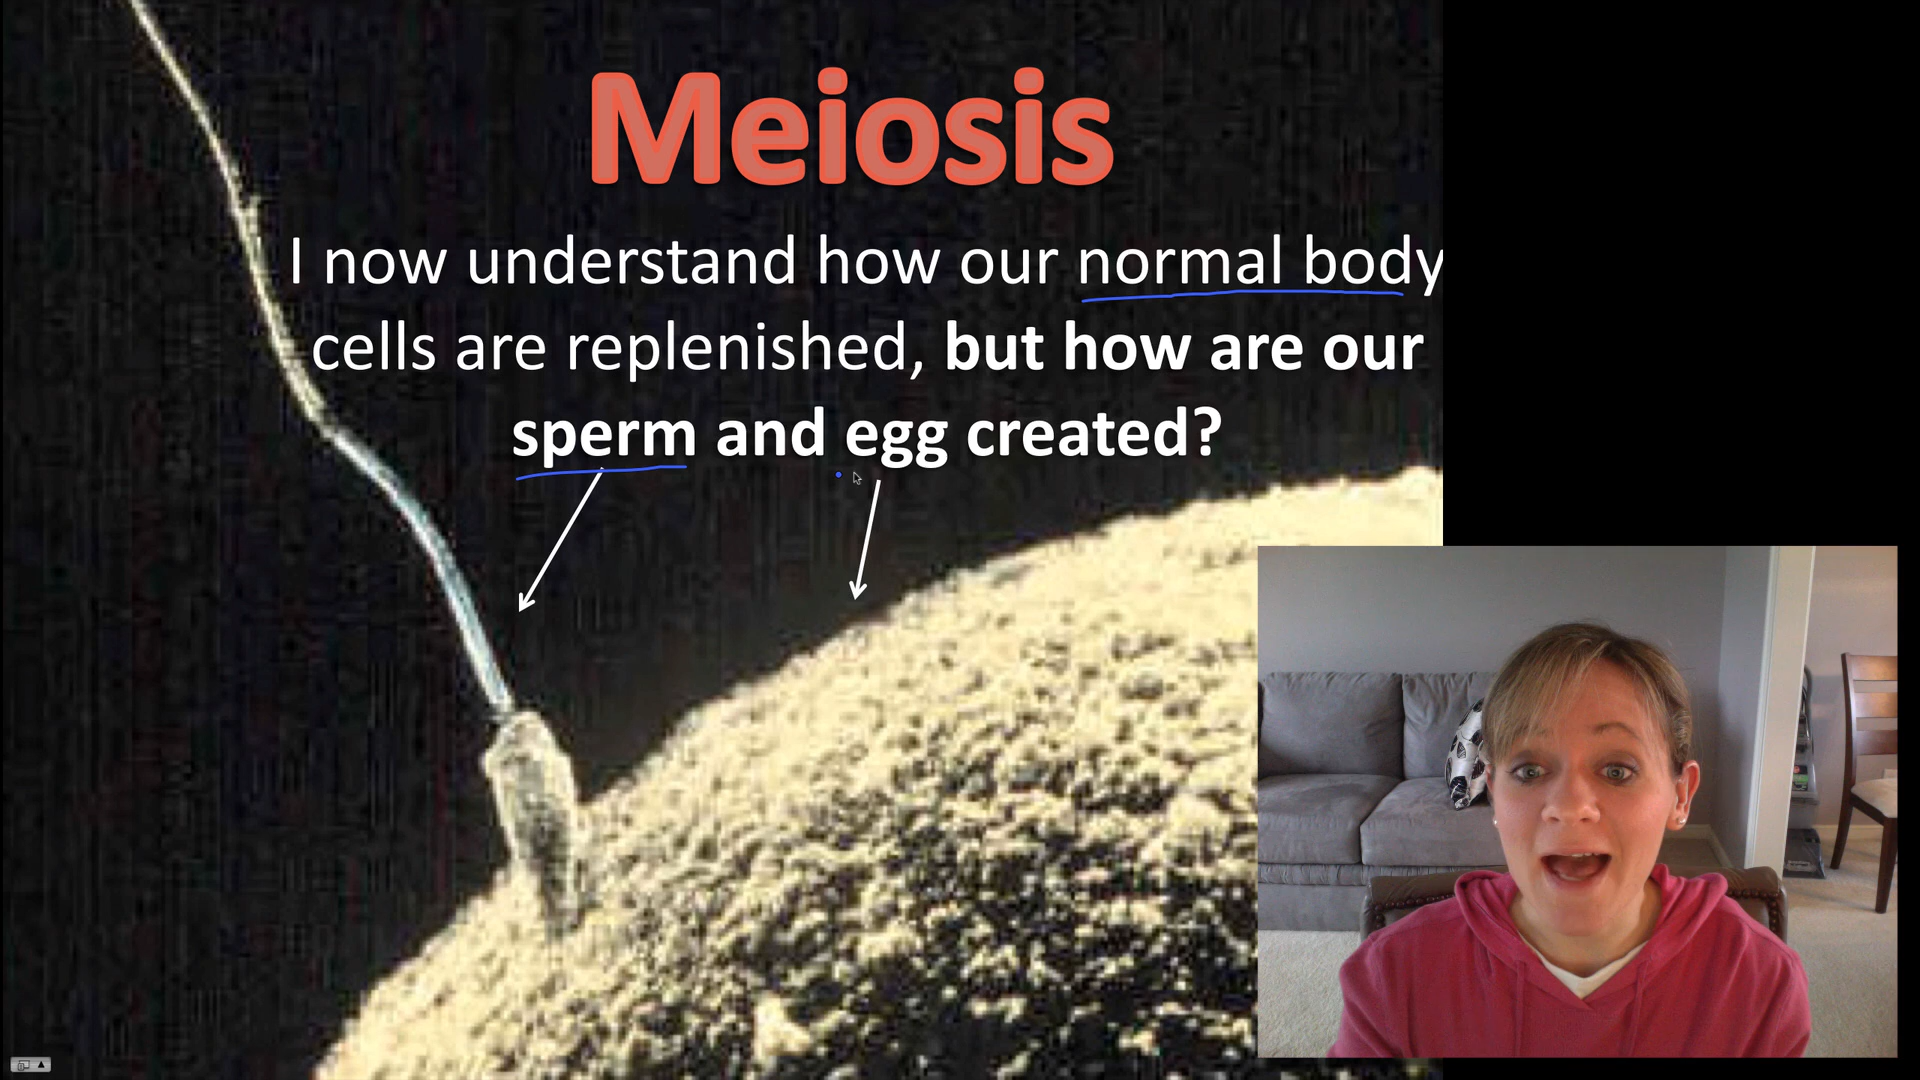 Meiosis
I now understand how our normal body
cells are replenished, but how are our
sperm and egg created?